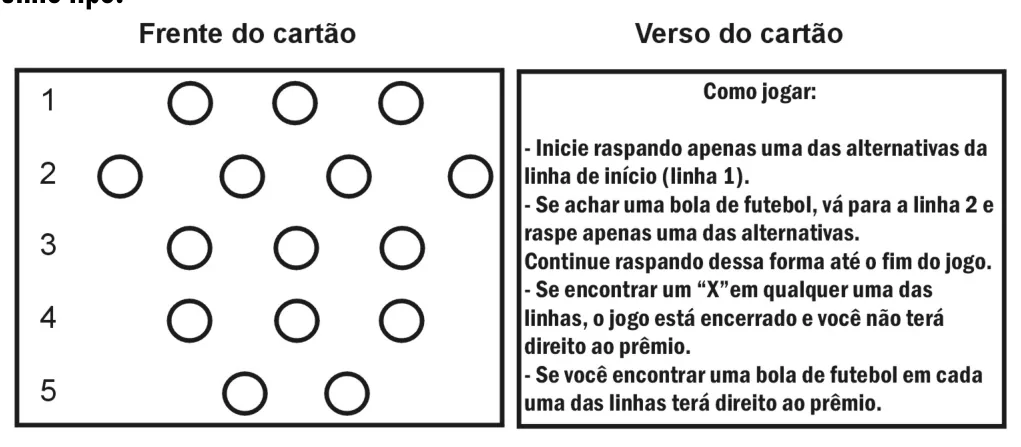 Frente do cartão
Verso do cartão
1
2
3
4
5
Como jogar:
- Inicie raspando apenas uma das alternativas da
linha de início (linha 1).
- Se achar uma bola de futebol, vá para a linha 2 e
raspe apenas uma das alternativas.
Continue raspando dessa forma até o fim do jogo.
- Se encontrar um “X”em qualquer uma das
linhas, o jogo está encerrado e você não terá
direito ao prêmio.
- Se você encontrar uma bola de futebol em cada
uma das linhas terá direito ao prêmio.